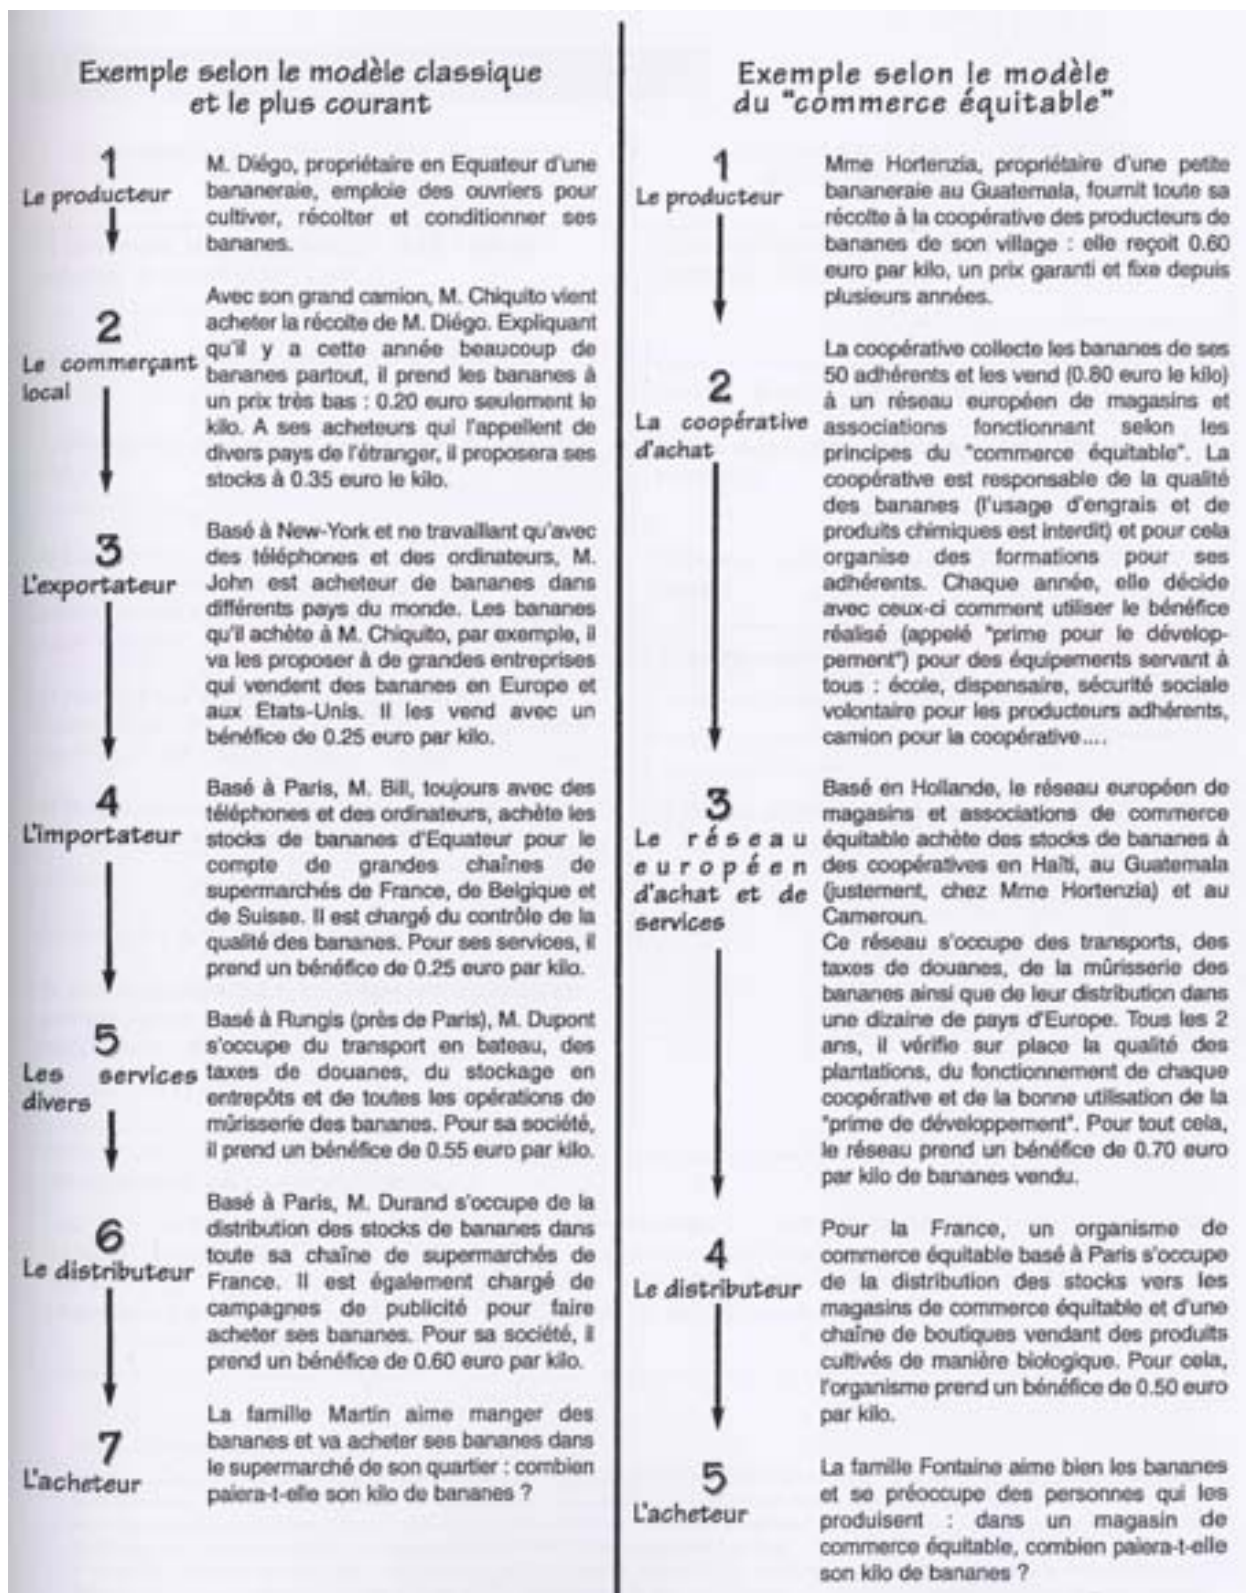 Exemple selon le modèle classique
et le plus courant
1
Le producteur
M. Diégo, propriétaire en Equateur d'une
bananeraie, emploie des ouvriers pour
cultiver, récolter et conditionner ses
bananes.
2
Le commerçant
local
Avec son grand camion, M. Chiquito vient
acheter la récolte de M. Diégo. Expliquant
qu'il y a cette année beaucoup de
bananes partout, il prend les bananes à
un prix très bas : 0.20 euro seulement le
kilo. A ses acheteurs qui l'appellent de
divers pays de l'étranger, il proposera ses
stocks à 0.35 euro le kilo.
3
L'exportateur
Basé à New-York et ne travaillant qu'avec
des téléphones et des ordinateurs, M.
John est acheteur de bananes dans
différents pays du monde. Les bananes
qu'il achète à M. Chiquito, par exemple, il
va les proposer à de grandes entreprises
qui vendent des bananes en Europe et
aux Etats-Unis. Il les vend avec un
bénéfice de 0.25 euro par kilo.
4
L'importateur
Basé à Paris, M. Bill, toujours avec des
téléphones et des ordinateurs, achète les
stocks de bananes d'Equateur pour le
compte de grandes chaînes de
supermarchés de France, de Belgique et
de Suisse. Il est chargé du contrôle de la
qualité des bananes. Pour ses services, il
prend un bénéfice de 0.25 euro par kilo.
5
Les services
divers
Basé à Rungis (près de Paris), M. Dupont
s'occupe du transport en bateau, des
taxes de douanes, du stockage en
entrepôts et de toutes les opérations de
mûrisserie des bananes. Pour sa société,
il prend un bénéfice de 0.55 euro par kilo.
6
Le distributeur
Basé à Paris, M. Durand s'occupe de la
distribution des stocks de bananes dans
toute sa chaîne de supermarchés de
France. Il est également chargé de
campagnes de publicité pour faire
acheter ses bananes. Pour sa société, il
prend un bénéfice de 0.60 euro par kilo.
7
L'acheteur
La famille Martin aime manger des
bananes et va acheter ses bananes dans
le supermarché de son quartier : combien
paiera-t-elle son kilo de bananes ?
Exemple selon le modèle
du "commerce équitable"
1
Le producteur
Mme Hortenzia, propriétaire d'une petite
bananeraie au Guatemala, fournit toute sa
récolte à la coopérative des producteurs de
bananes de son village : elle reçoit 0.60
euro par kilo, un prix garanti et fixe depuis
plusieurs années.
2
La coopérative
d'achat
La coopérative collecte les bananes de ses
50 adhérents et les vend (0.80 euro le kilo)
à un réseau européen de magasins et
associations fonctionnant selon les
principes du "commerce équitable". La
coopérative est responsable de la qualité
des bananes (l'usage d'engrais et de
produits chimiques est interdit) et pour cela
organise des formations pour ses
adhérents. Chaque année, elle décide
avec ceux-ci comment utiliser le bénéfice
réalisé (appelé "prime pour le dévelop-
pement") pour des équipements servant à
tous : école, dispensaire, sécurité sociale
volontaire pour les producteurs adhérents,
camion pour la coopérative....
3
Le réseau
européen
d'achat et de
services
Basé en Hollande, le réseau européen de
magasins et associations de commerce
équitable achète des stocks de bananes à
des coopératives en Haïti, au Guatemala
(justement, chez Mme Hortenzia) et au
Cameroun.
Ce réseau s'occupe des transports, des
taxes de douanes, de la mûrisserie des
bananes ainsi que de leur distribution dans
une dizaine de pays d'Europe. Tous les 2
ans, il vérifie sur place la qualité des
plantations, du fonctionnement de chaque
coopérative et de la bonne utilisation de la
"prime de développement". Pour tout cela,
le réseau prend un bénéfice de 0.70 euro
par kilo de bananes vendu.
4
Le distributeur
Pour la France, un organisme de
commerce équitable basé à Paris s'occupe
de la distribution des stocks vers les
magasins de commerce équitable et d'une
chaîne de boutiques vendant des produits
cultivés de manière biologique. Pour cela,
l'organisme prend un bénéfice de 0.50 euro
par kilo.
5
L'acheteur
La famille Fontaine aime bien les bananes
et se préoccupe des personnes qui les
produisent : dans un magasin de
commerce équitable, combien paiera-t-elle
son kilo de bananes ?